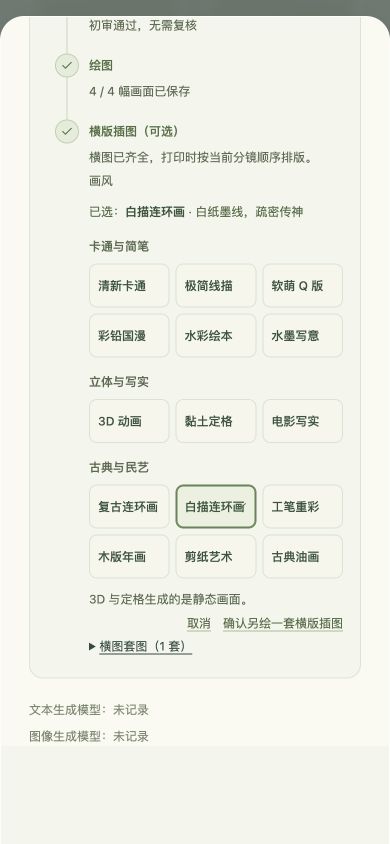 初审通过，无需复核
绘图
4 / 4 幅画面已保存
横版插图（可选）
横图已齐全，打印时按当前分镜顺序排版。
画风
已选：白描连环画 · 白纸墨线，疏密传神
卡通与简笔
清新卡通 极简线描 软萌 Q 版
彩铅国漫 水彩绘本 水墨写意
立体与写实
3D 动画 黏土定格 电影写实
古典与民艺
复古连环画 白描连环画 工笔重彩
木版年画 剪纸艺术 古典油画
3D 与定格生成的是静态画面。
取消 确认另绘一套横版插图
▶ 横图套图（1 套）
文本生成模型：未记录
图像生成模型：未记录